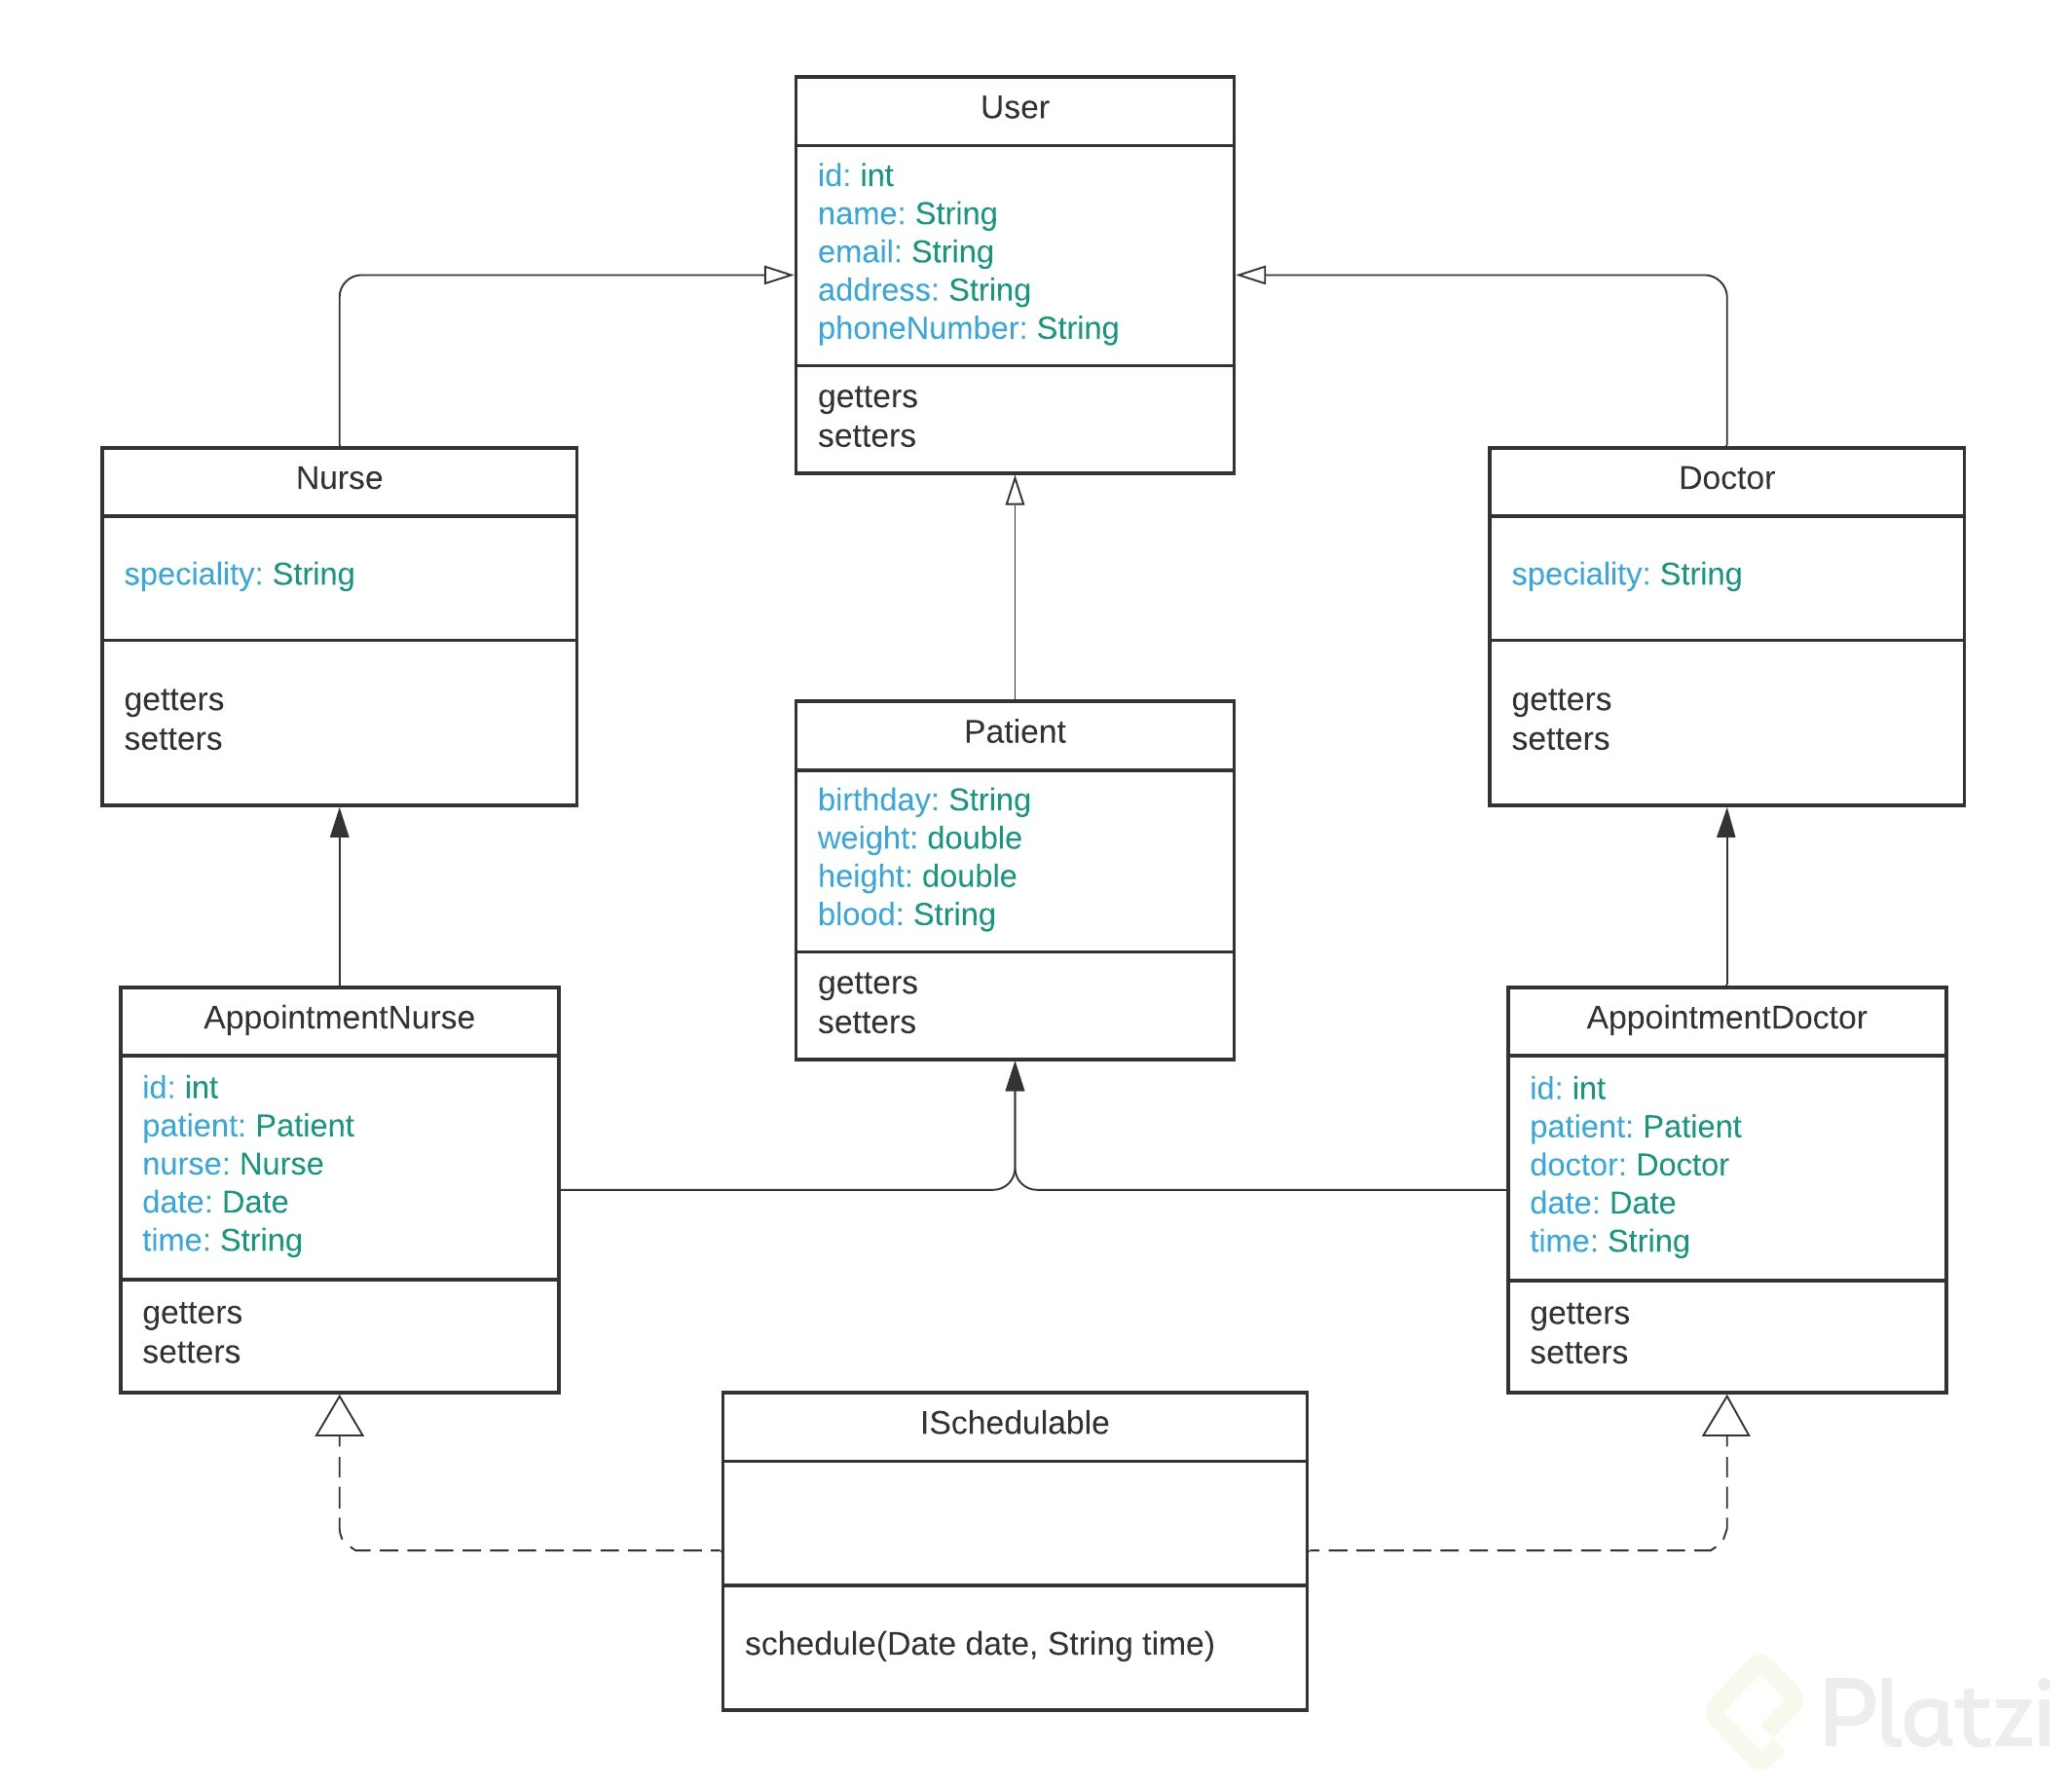 User
id: int
name: String
email: String
address: String
phoneNumber: String
getters
setters
Nurse
speciality: String
getters
setters
Doctor
speciality: String
getters
setters
Patient
birthday: String
weight: double
height: double
blood: String
getters
setters
AppointmentNurse
id: int
patient: Patient
nurse: Nurse
date: Date
time: String
getters
setters
AppointmentDoctor
id: int
patient: Patient
doctor: Doctor
date: Date
time: String
getters
setters
ISchedulable
schedule(Date date, String time)
Platzi